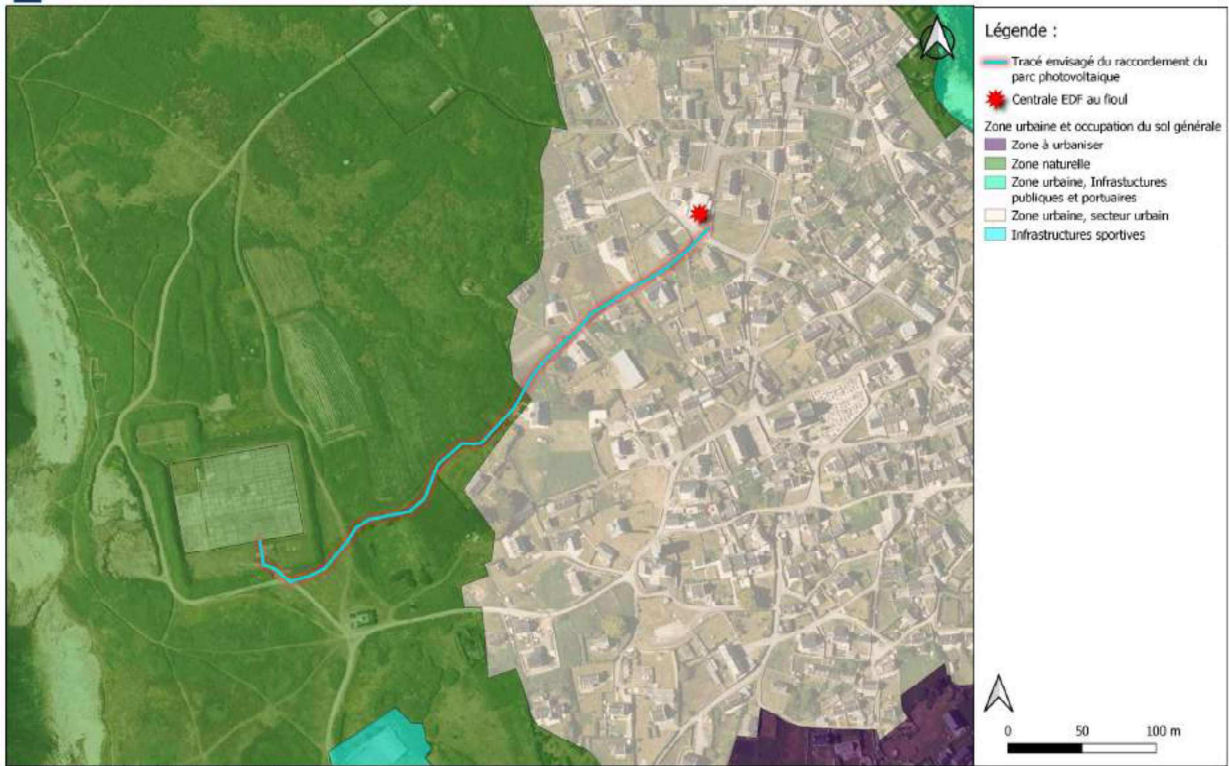 Légende :
Tracé envisagé du raccordement du
parc photovoltaique
Centrale EDF au fioul
Zone urbaine et occupation du sol générale
Zone à urbaniser
Zone naturelle
Zone urbaine, Infrastuctures
publiques et portuaires
Zone urbaine, secteur urbain
Infrastructures sportives
0 50 100 m